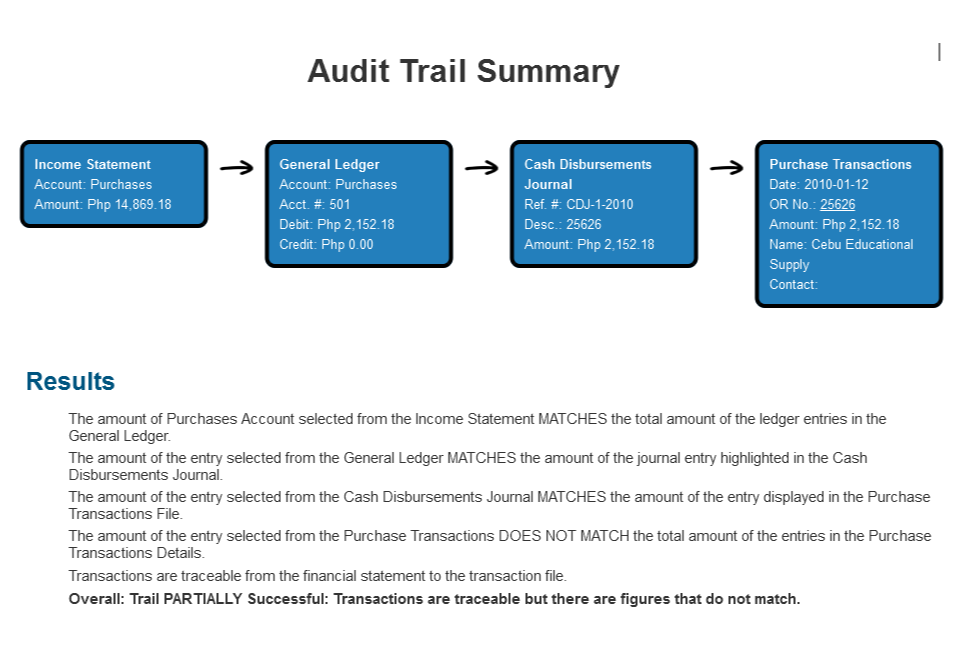 Audit Trail Summary
Income Statement
Account: Purchases
Amount: Php 14,869.18
General Ledger
Account: Purchases
Acct. #: 501
Debit: Php 2,152.18
Credit: Php 0.00
Cash Disbursements
Journal
Ref. #: CDJ-1-2010
Desc.: 25626
Amount: Php 2,152.18
Purchase Transactions
Date: 2010-01-12
OR No.: 25626
Amount: Php 2,152.18
Name: Cebu Educational
Supply
Contact:
Results
The amount of Purchases Account selected from the Income Statement MATCHES the total amount of the ledger entries in the
General Ledger.
The amount of the entry selected from the General Ledger MATCHES the amount of the journal entry highlighted in the Cash
Disbursements Journal.
The amount of the entry selected from the Cash Disbursements Journal MATCHES the amount of the entry displayed in the Purchase
Transactions File.
The amount of the entry selected from the Purchase Transactions DOES NOT MATCH the total amount of the entries in the Purchase
Transactions Details.
Transactions are traceable from the financial statement to the transaction file.
Overall: Trail PARTIALLY Successful: Transactions are traceable but there are figures that do not match.